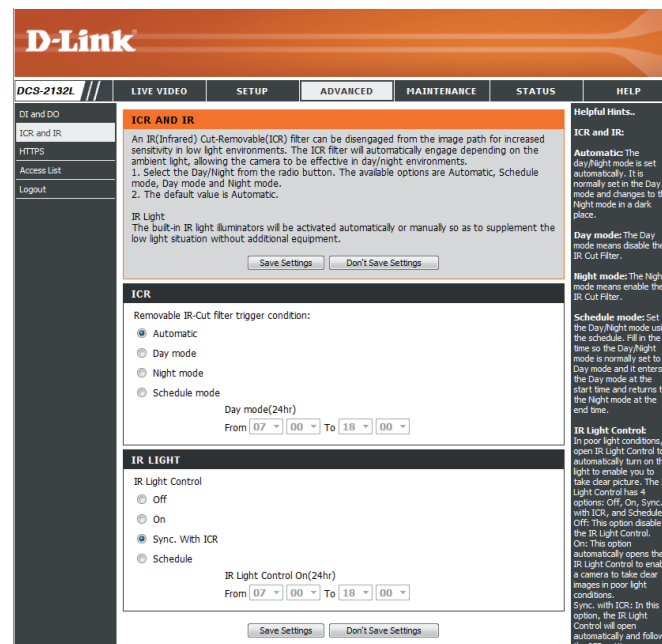 D-Link
DCS-2132L
LIVE VIDEO
SETUP
ADVANCED
MAINTENANCE
STATUS
HELP
DI and DO
ICR and IR
HTTPS
Access List
Logout
ICR AND IR
An IR(Infrared) Cut-Removable(ICR) filter can be disengaged from the image path for increased
sensitivity in low light environments. The ICR filter will automatically engage depending on the
ambient light, allowing the camera to be effective in day/night environments.
1. Select the Day/Night from the radio button. The available options are Automatic, Schedule
mode, Day mode and Night mode.
2. The default value is Automatic.
IR Light
The built-in IR light illuminators will be activated automatically or manually so as to supplement the
low light situation without additional equipment.
Save Settings Don't Save Settings
ICR
Removable IR-Cut filter trigger condition:
Automatic
Day mode
Night mode
Schedule mode
Day mode(24hr)
From 07 00 To 18 00
IR LIGHT
IR Light Control
Off
On
Sync. With ICR
Schedule
IR Light Control On(24hr)
From 07 00 To 18 00
Save Settings Don't Save Settings
Helpful Hints..
ICR and IR:
Automatic: The
day/Night mode is set
automatically. It is
normally set in the Day
mode and changes to
Night mode in a dark
place.
Day mode: The Day
mode means disable the
IR Cut Filter.
Night mode: The
mode means enable the
IR Cut Filter.
Schedule mode: Set
the Day/Night mode
the schedule. Fill in the
time so the Day/Night
mode is normally set to
Day mode and it enters
the Day mode at the
start time and returns
the Night mode at the
end time.
IR Light Control:
In poor light conditions,
open IR Light Control
automatically turn on
light to enable you to
take clear picture. The
Light Control has 4
options: Off, On, Sync.
with ICR, and Schedule
Off: This option disable
the IR Light Control.
On: This option
automatically opens the
IR Light Control to
a camera to take clear
images in poor light
conditions.
Sync. with ICR: In this
option, the IR Light
Control will open
automatically and